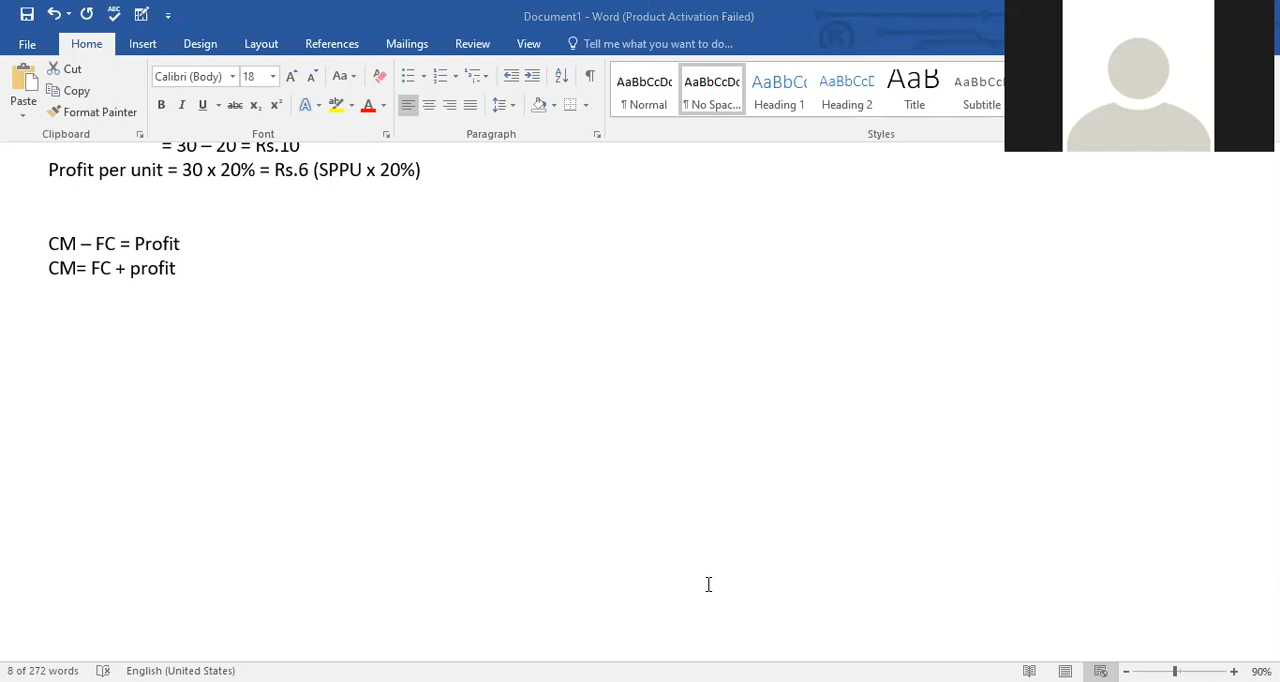 Document1 - Word (Product Activation Failed)
File Home Insert Design Layout References Mailings Review View Tell me what you want to do...
Paste
Cut
Copy
Format Painter
Clipboard
Calibri (Body) 18
Font
Paragraph
AaBbCcDc AaBbCcDc AaBbCc AaBbCcD AaB AaBbCcD
¶ Normal ¶ No Spac... Heading 1 Heading 2 Title Subtitle
Styles
= 30 – 20 = Rs.10
Profit per unit = 30 x 20% = Rs.6 (SPPU x 20%)
CM – FC = Profit
CM= FC + profit
8 of 272 words English (United States) 90%